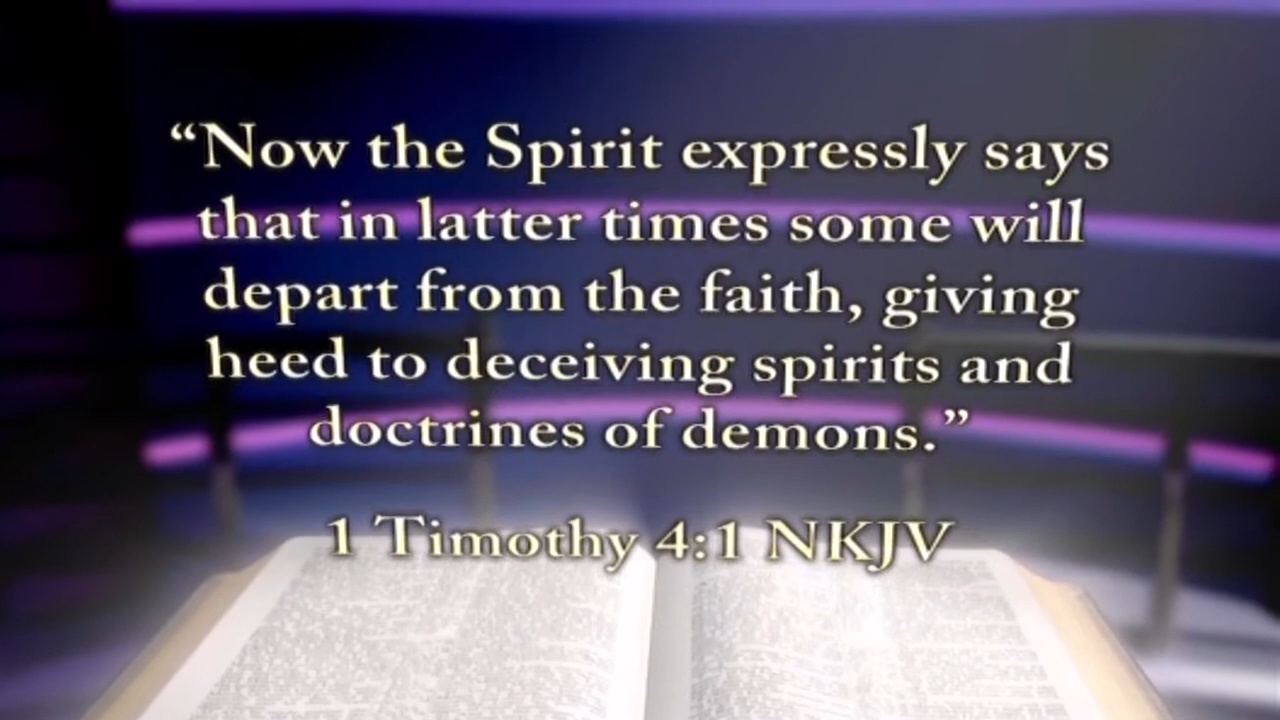 “Now the Spirit expressly says
that in latter times some will
depart from the faith, giving
heed to deceiving spirits and
doctrines of demons.”
1 Timothy 4:1 NKJV